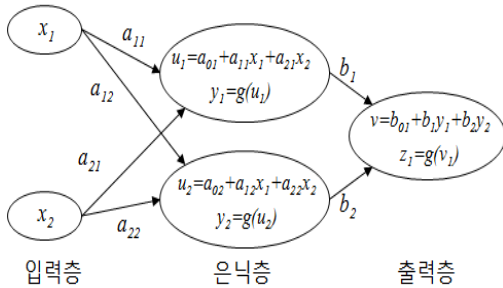 x₁
a₁₁
u₁=a₀₁+a₁₁x₁+a₂₁x₂
y₁=g(u₁)
b₁
a₁₂
v=b₀₁+b₁y₁+b₂y₂
z₁=g(v₁)
a₂₁
u₂=a₀₂+a₁₂x₁+a₂₂x₂
y₂=g(u₂)
b₂
x₂
a₂₂
입력층
은닉층
출력층